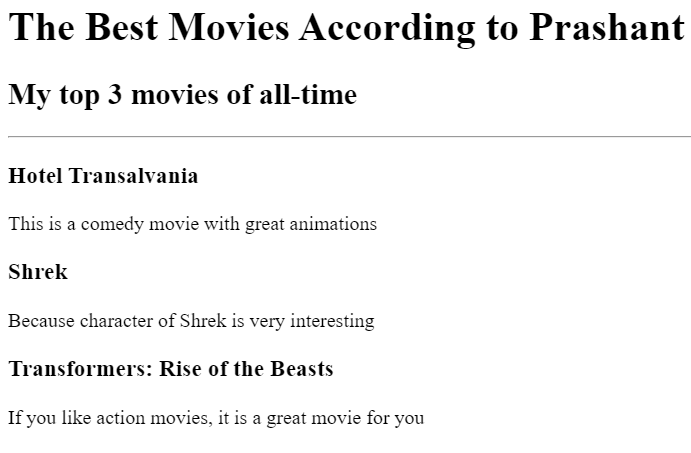 The Best Movies According to Prashant
My top 3 movies of all-time
Hotel Transalvania
This is a comedy movie with great animations
Shrek
Because character of Shrek is very interesting
Transformers: Rise of the Beasts
If you like action movies, it is a great movie for you